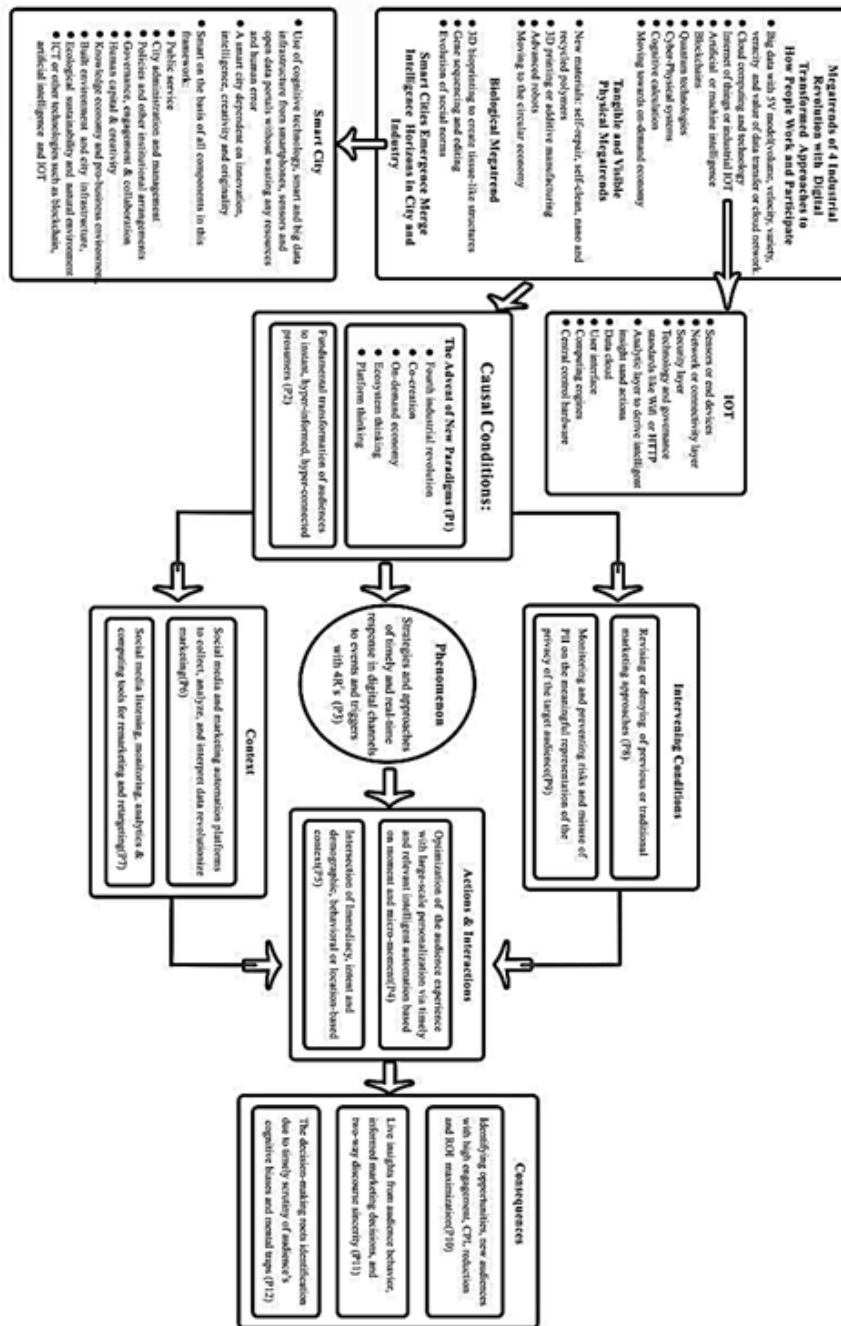 Megatrends of 4 Industrial
Revolution with Digital
Transformed Approaches to
How People Work and Participate
Big data with 5V model(volume, velocity, variety,
veracity and value of data transfer or cloud network.
Cloud computing and technology
Internet of things or industrial IOT
Artificial or machine intelligence
Blockchains
Quantum technologies
Cyber-Physical systems
Cognitive calculation
Moving towards on-demand economy
Tangible and Visible
Physical Megatrends
New materials: self-repair, self-clean, nano and
recycled polymers
3D printing or additive manufacturing
Advanced robots
Moving to the circular economy
Biological Megatrend
3D bioprinting to create tissue-like structures
Gene sequencing and editing
Evolution of social norms
Smart Cities Emergence Merge
Intelligence Horizons in City and
Industry
Smart City
Use of cognitive technology, smart and big data
infrastructure from smartphones, sensors and
open data portals without wasting any resources
and human error
A smart city dependent on innovation,
intelligence, creativity and originality
Smart on the basis of all components in this
framework:
Public service
City administration and management
Policies and other institutional arrangements
Governance, engagement & collaboration
Human capital & creativity
Knowledge economy and pro-business environment,
Built environment and city infrastructure,
Ecological sustainability and natural environment
ICT or other technologies such as blockchain,
artificial intelligence and IOT
IOT
Sensors or end devices
Network or connectivity layer
Security layer
Technology and governance
standards like Wifi or HTTP
Analytic layer to derive intelligent
insight sand actions
Data cloud
User interface
Computing engines
Central control hardware
Causal Conditions:
The Advent of New Paradigms (P1)
Fourth industrial revolution
Co-creation
On-demand economy
Ecosystem thinking
Platform thinking
Fundamental transformation of audiences
to instant, hyper-informed, hyper-connected
prosumers (P2)
Intervening Conditions
Revising or denying of previous or traditional
marketing approaches (P8)
Monitoring and preventing risks and misuse of
PII on the meaningful representation of the
privacy of the target audience(P9)
Phenomenon
Strategies and approaches
of timely and real-time
response in digital channels
to events and triggers
with 4R's (P3)
Context
Social media and marketing automation platforms
to collect, analyze, and interpret data revolutionize
marketing(P6)
Social media listening, monitoring, analytics &
computing tools for remarketing and retargeting(P7)
Actions & Interactions
Optimization of the audience experience
with large-scale personalization via timely
and relevant intelligent automation based
on moment and micro-moment(P4)
Intersection of Immediacy, intent and
demographic, behavioral or location-based
context(P5)
Consequences
Identifying opportunities, new audiences
with high engagement, CPL reduction
and ROI maximization(P10)
Live insights from audience behavior,
informed marketing decisions, and
two-way discourse sincerity (P11)
The decision-making roots identification
due to timely scrutiny of audience's
cognitive biases and mental traps (P12)